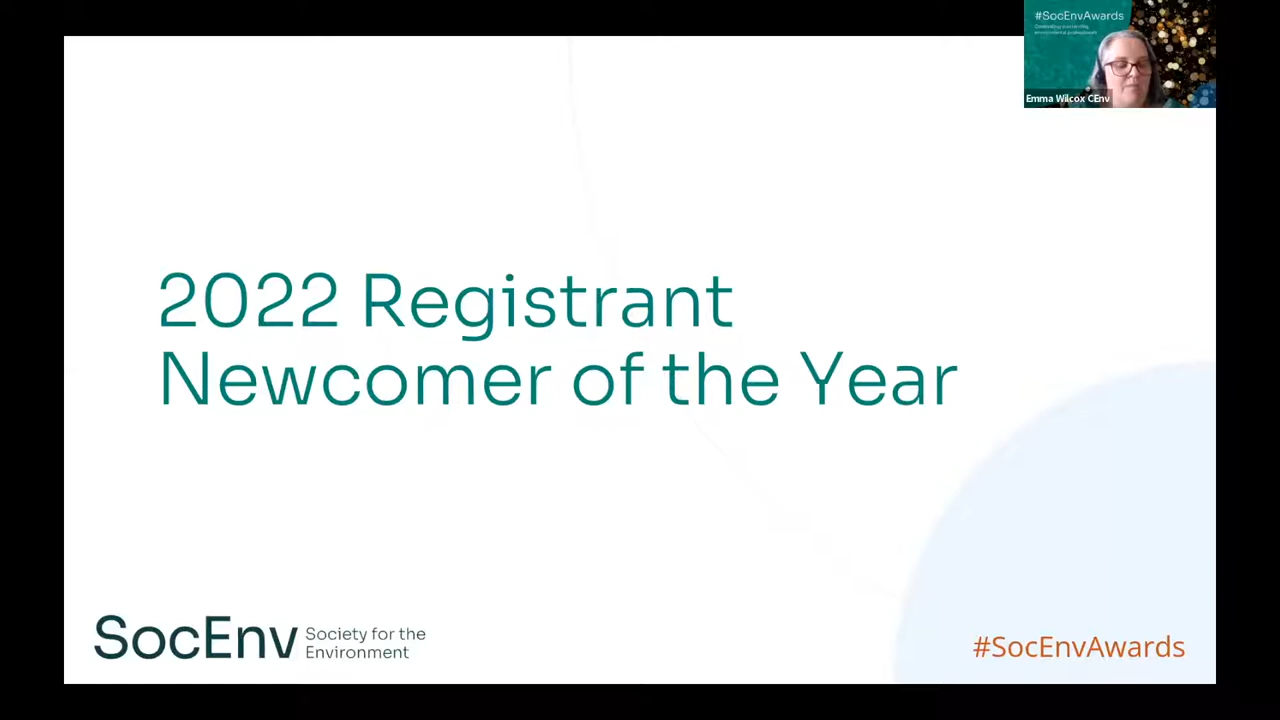 #SocEnvAwards
Emma Wilcox CEnv
2022 Registrant
Newcomer of the Year
SocEnv
Society for the
Environment
#SocEnvAwards